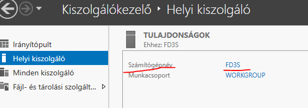 Kiszolgálókezelő ▸ Helyi kiszolgáló
Irányítópult
Helyi kiszolgáló
Minden kiszolgáló
Fájl- és tárolási szolgált...
TULAJDONSÁGOK
Ehhez: FD3S
Számítógépnév FD3S
Munkacsoport WORKGROUP